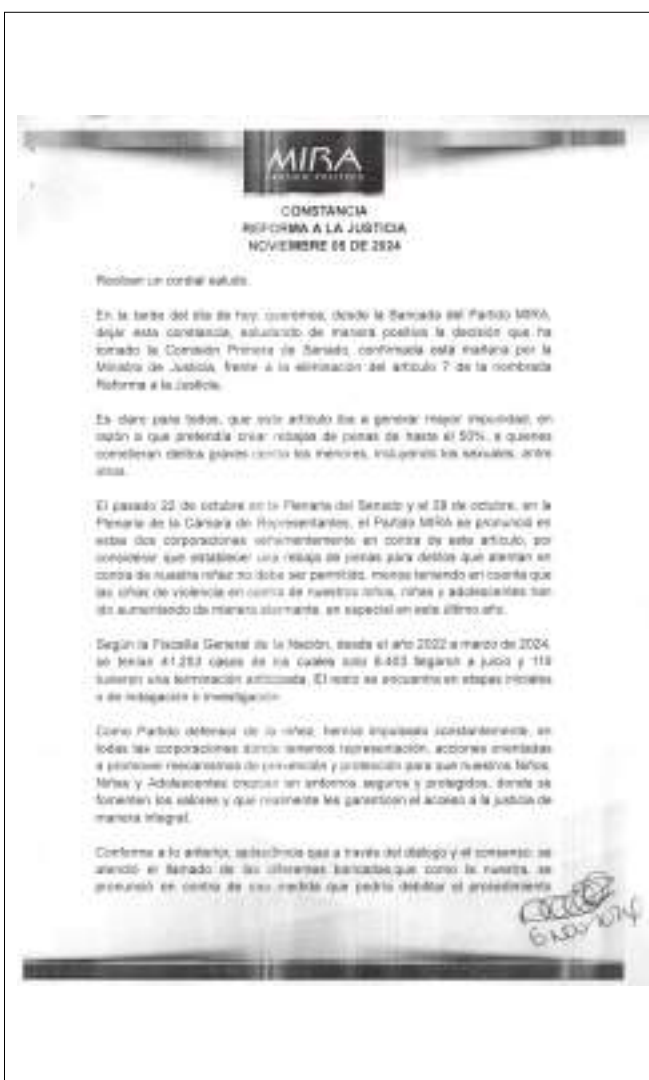 MIRA
CONSTANCIA
REFORMA A LA JUSTICIA
NOVIEMBRE 05 DE 2024
Reciban un cordial saludo.
En la tarde del día de hoy, queremos, desde la Bancada del Partido MIRA,
dejar esta constancia, saludando de manera positiva la decisión que ha
tomado la Comisión Primera de Senado, confirmada esta mañana por la
Ministra de Justicia, frente a la eliminación del artículo 7 de la nombrada
Reforma a la Justicia.
Es claro para todos, que este artículo iba a generar mayor impunidad, en
razón a que pretendía crear rebajas de penas de hasta el 50%, a quienes
cometieran delitos graves contra los menores, incluyendo los sexuales, entre
otros.
El pasado 22 de octubre en la Plenaria del Senado y el 29 de octubre, en la
Plenaria de la Cámara de Representantes, el Partido MIRA se pronunció en
estas dos corporaciones vehementemente en contra de este artículo, por
considerar que establecer una rebaja de penas para delitos que atentan en
contra de nuestra niñez no debe ser permitido, menos teniendo en cuenta que
las cifras de violencia en contra de nuestros niños, niñas y adolescentes han
ido aumentando de manera alarmante, en especial en este último año.
Según la Fiscalía General de la Nación, desde el año 2022 a marzo de 2024,
se tenían casos de los cuales solo llegaron a juicio y
tuvieron una terminación anticipada. El resto se encuentra en etapas iniciales
o de indagación e investigación.
Como Partido defensor de la niñez, hemos impulsado constantemente, en
todas las corporaciones donde tenemos representación, acciones orientadas
a promover mecanismos de prevención y protección para que nuestros Niños,
Niñas y Adolescentes crezcan en entornos seguros y protegidos, donde se
fomenten los valores y que realmente les garanticen el acceso a la justicia de
manera integral.
Conforme a lo anterior, que a través del diálogo y el consenso, se
atendió el llamado de las diferentes bancadas que como la nuestra, se
pronunció en contra de una medida que podría debilitar el procedimiento
6 Nov 2024